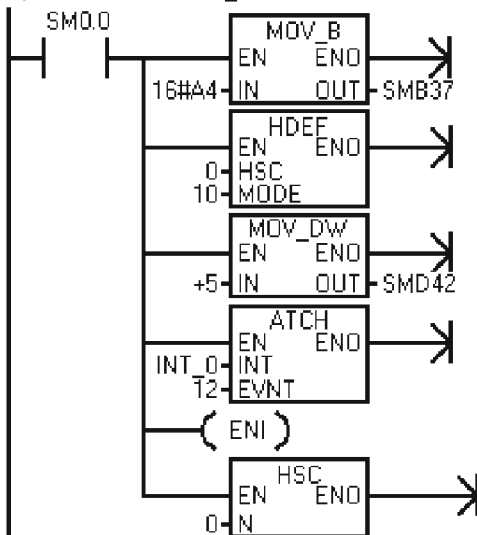 SM0.0
MOV_B
EN ENO
16#A4 IN OUT SMB37
HDEF
EN ENO
0 HSC
10 MODE
MOV_DW
EN ENO
+5 IN OUT SMD42
ATCH
EN ENO
INT_0 INT
12 EVNT
ENI
HSC
EN ENO
0 N